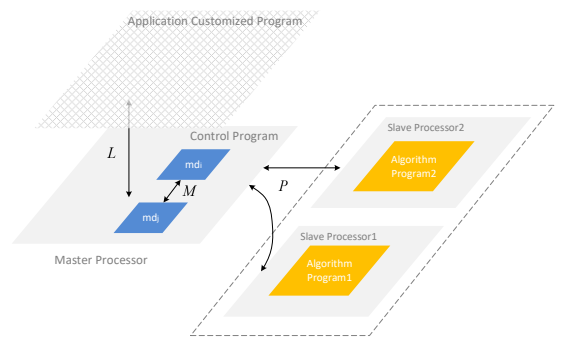 Application Customized Program
Control Program
Slave Processor2
L
mdi
Algorithm
Program2
P
M
mdj
Slave Processor1
Master Processor
Algorithm
Program1